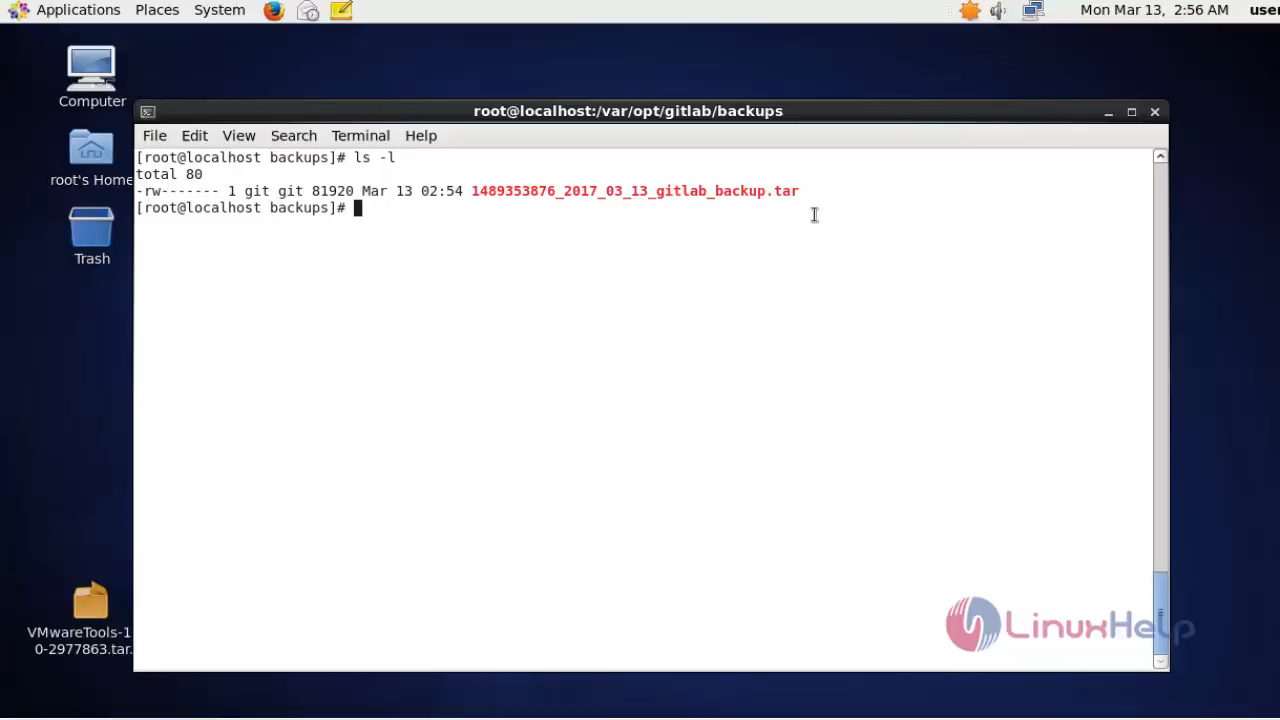 Applications Places System
Mon Mar 13, 2:56 AM user
Computer
root's Home
Trash
VMwareTools-1
0-2977863.tar.
root@localhost:/var/opt/gitlab/backups
File Edit View Search Terminal Help
[root@localhost backups]# ls -l
total 80
-rw------- 1 git git 81920 Mar 13 02:54 1489353876_2017_03_13_gitlab_backup.tar
[root@localhost backups]#
LinuxHelp